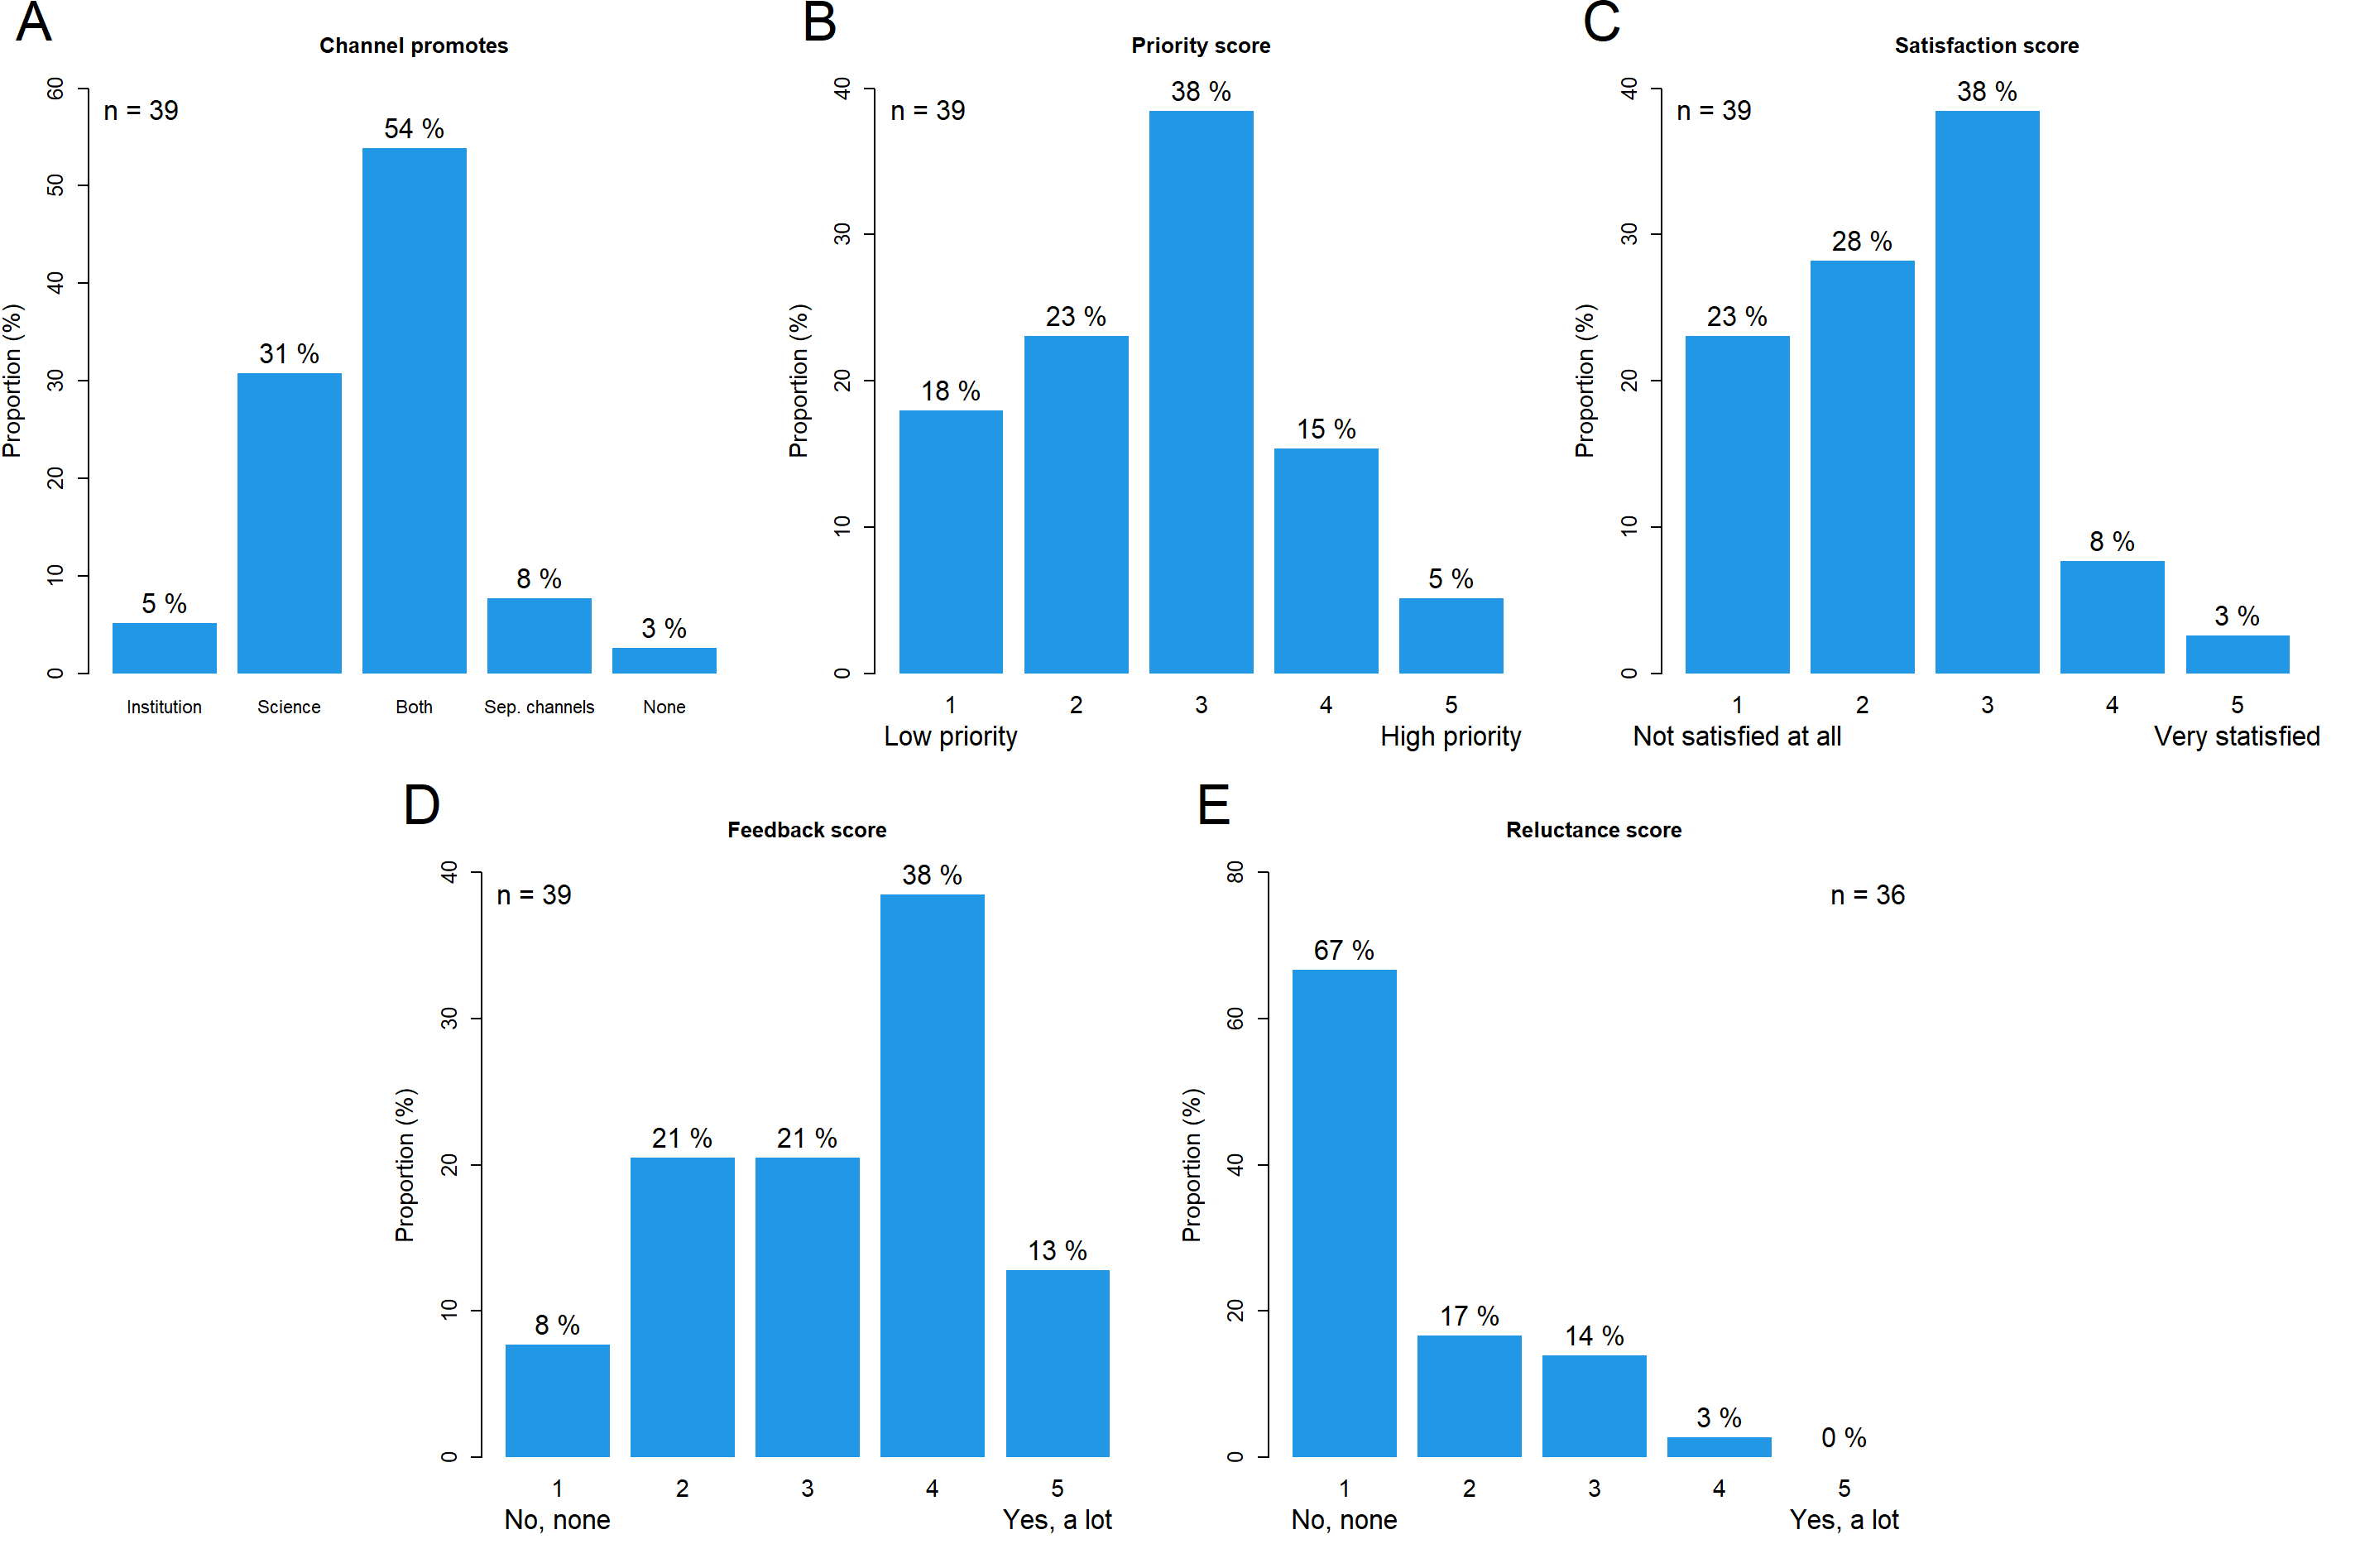 A
Channel promotes
n = 39
Proportion (%)
60
50
40
30
20
10
0
5 %
31 %
54 %
8 %
3 %
Institution
Science
Both
Sep. channels
None
B
Priority score
n = 39
Proportion (%)
40
30
20
10
0
18 %
23 %
38 %
15 %
5 %
1
2
3
4
5
Low priority
High priority
C
Satisfaction score
n = 39
Proportion (%)
40
30
20
10
0
23 %
28 %
38 %
8 %
3 %
1
2
3
4
5
Not satisfied at all
Very statisfied
D
Feedback score
n = 39
Proportion (%)
40
30
20
10
0
8 %
21 %
21 %
38 %
13 %
1
2
3
4
5
No, none
Yes, a lot
E
Reluctance score
n = 36
Proportion (%)
80
60
40
20
0
67 %
17 %
14 %
3 %
0 %
1
2
3
4
5
No, none
Yes, a lot